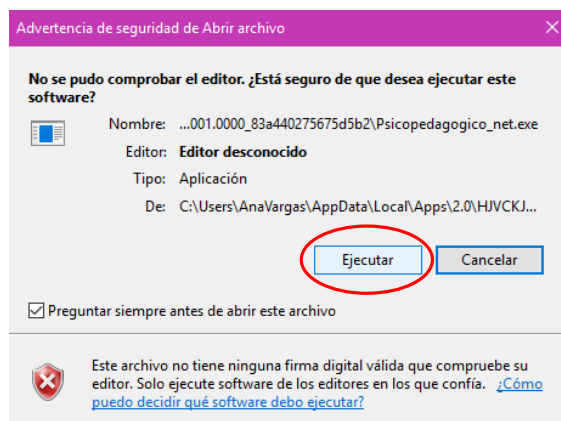 Advertencia de seguridad de Abrir archivo
No se pudo comprobar el editor. ¿Está seguro de que desea ejecutar este
software?
Nombre: ...001.0000_83a440275675d5b2\Psicopedagogico_net.exe
Editor: Editor desconocido
Tipo: Aplicación
De: C:\Users\AnaVargas\AppData\Local\Apps\2.0\HJVCKJ...
Ejecutar Cancelar
Preguntar siempre antes de abrir este archivo
Este archivo no tiene ninguna firma digital válida que compruebe su
editor. Solo ejecute software de los editores en los que confía. ¿Cómo
puedo decidir qué software debo ejecutar?